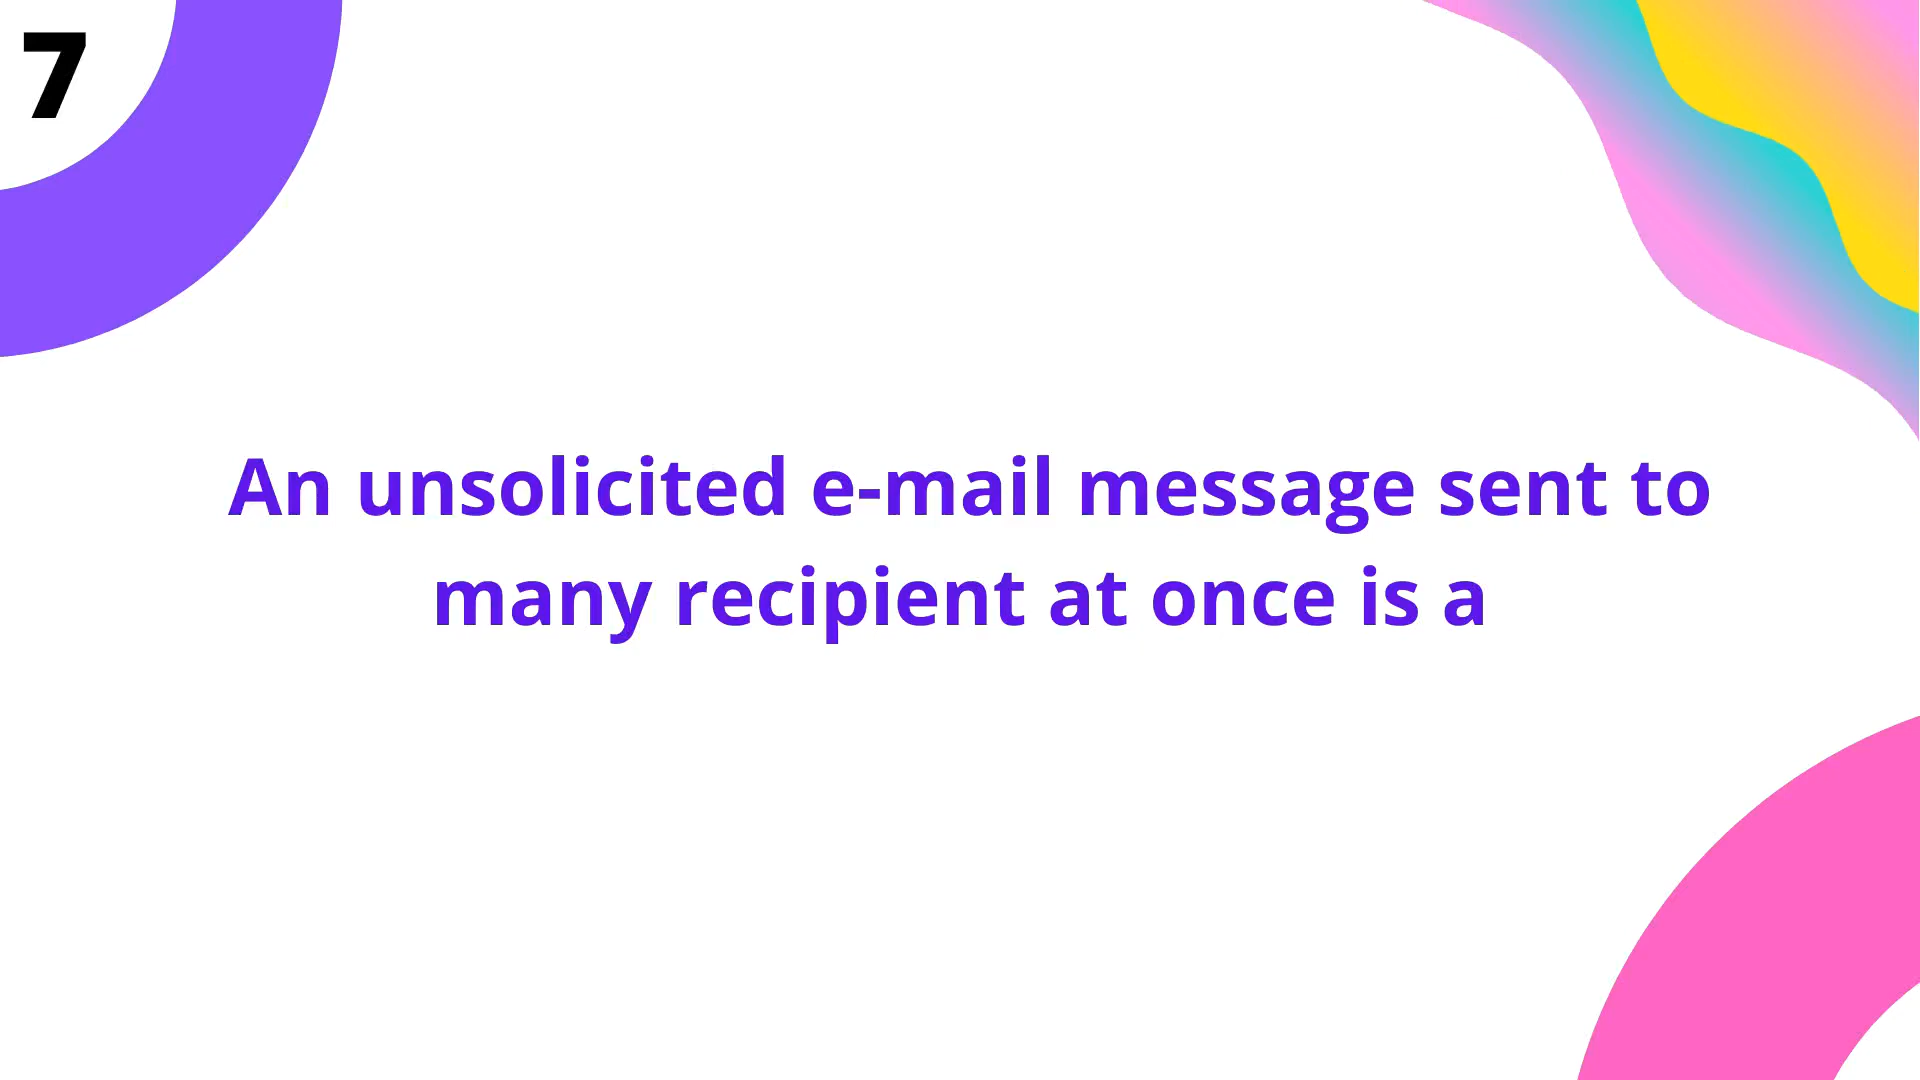 7
An unsolicited e-mail message sent to
many recipient at once is a